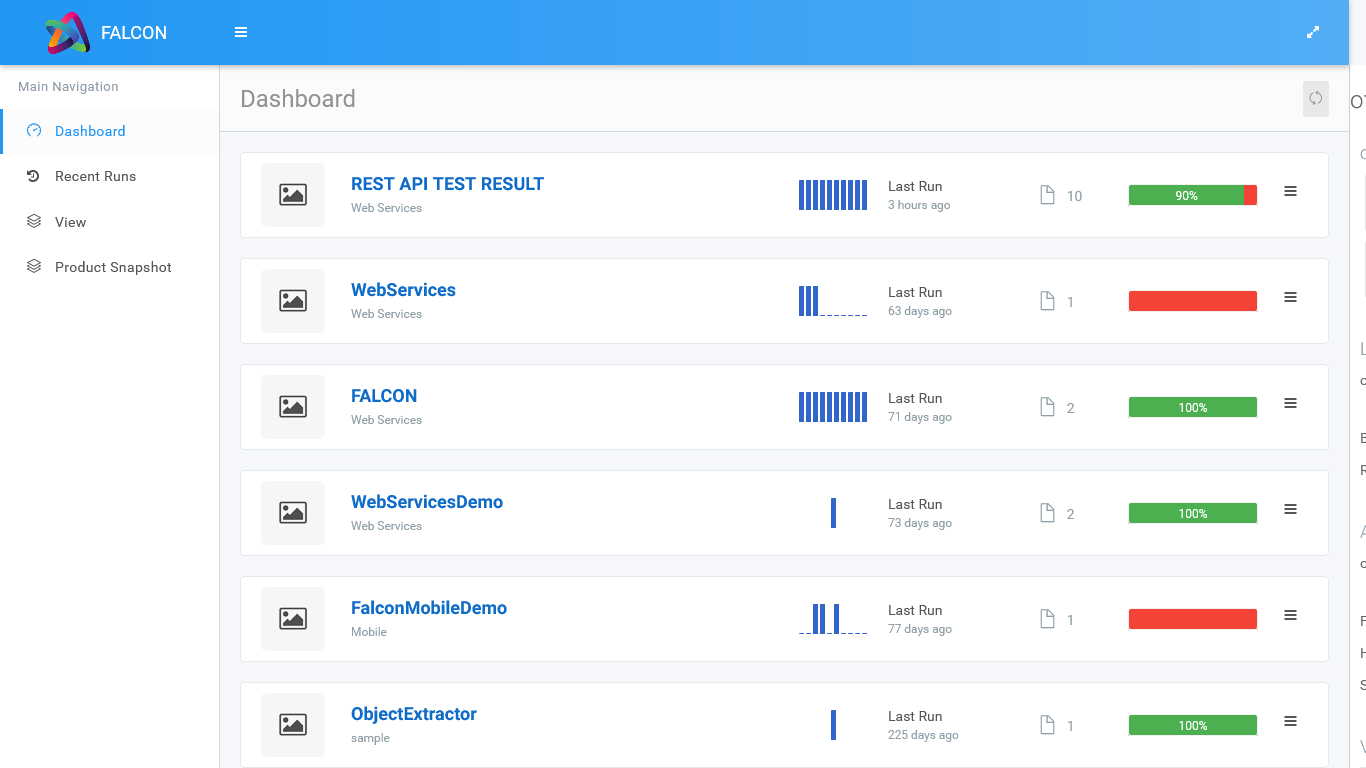 FALCON
Main Navigation
Dashboard
Recent Runs
View
Product Snapshot
Dashboard
REST API TEST RESULT
Web Services
Last Run
3 hours ago
10
90%
WebServices
Web Services
Last Run
63 days ago
1
FALCON
Web Services
Last Run
71 days ago
2
100%
WebServicesDemo
Web Services
Last Run
73 days ago
2
100%
FalconMobileDemo
Mobile
Last Run
77 days ago
1
ObjectExtractor
sample
Last Run
225 days ago
1
100%